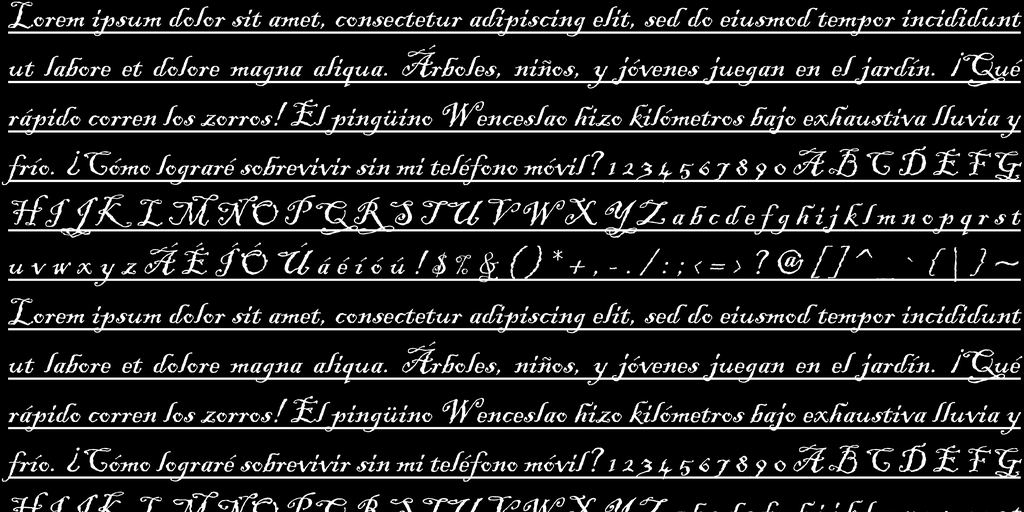 Lorem ipsum dolor sit amet, consectetur adipiscing elit, sed do eiusmod tempor incididunt
ut labore et dolore magna aliqua. Árboles, niños, y jóvenes juegan en el jardín. ¡Qué
rápido corren los zorros! El pingüino Wenceslao hizo kilómetros bajo exhaustiva lluvia y
frío. ¿Cómo lograré sobrevivir sin mi teléfono móvil? 1 2 3 4 5 6 7 8 9 0 A B C D E F G
H I J K L M N O P Q R S T U V W X Y Z a b c d e f g h i j k l m n o p q r s t
u v w x y z Á É Í Ó Ú á é í ó ú ! $ % & ( ) * + , - . / : ; < = > ? @ [ ] ^ _ ` { | } ~
Lorem ipsum dolor sit amet, consectetur adipiscing elit, sed do eiusmod tempor incididunt
ut labore et dolore magna aliqua. Árboles, niños, y jóvenes juegan en el jardín. ¡Qué
rápido corren los zorros! El pingüino Wenceslao hizo kilómetros bajo exhaustiva lluvia y
frío. ¿Cómo lograré sobrevivir sin mi teléfono móvil? 1 2 3 4 5 6 7 8 9 0 A B C D E F G